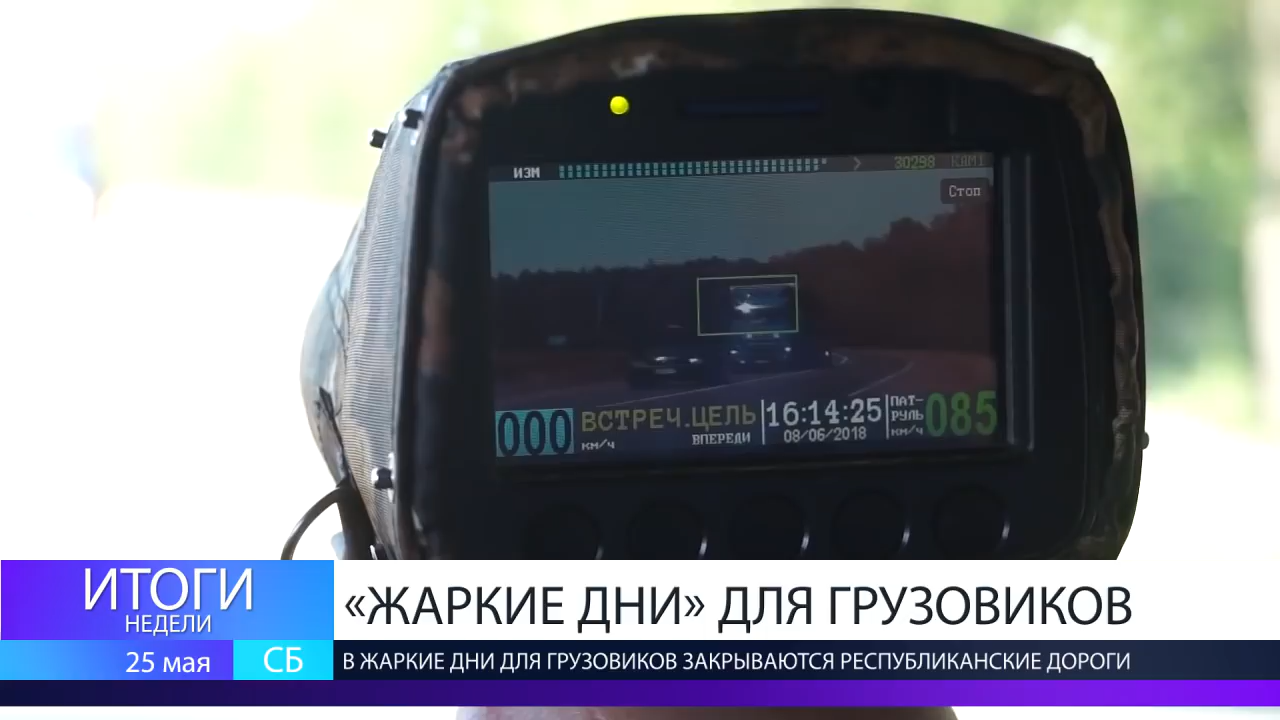 ИЗМ
30298 КАМ1
Стоп
000
км/ч
ВСТРЕЧ.ЦЕЛЬ
ВПЕРЕДИ
16:14:25
08/06/2018
ПАТ-
РУЛЬ
км/ч
085
ИТОГИ
НЕДЕЛИ
«ЖАРКИЕ ДНИ» ДЛЯ ГРУЗОВИКОВ
25 мая
СБ
В ЖАРКИЕ ДНИ ДЛЯ ГРУЗОВИКОВ ЗАКРЫВАЮТСЯ РЕСПУБЛИКАНСКИЕ ДОРОГИ